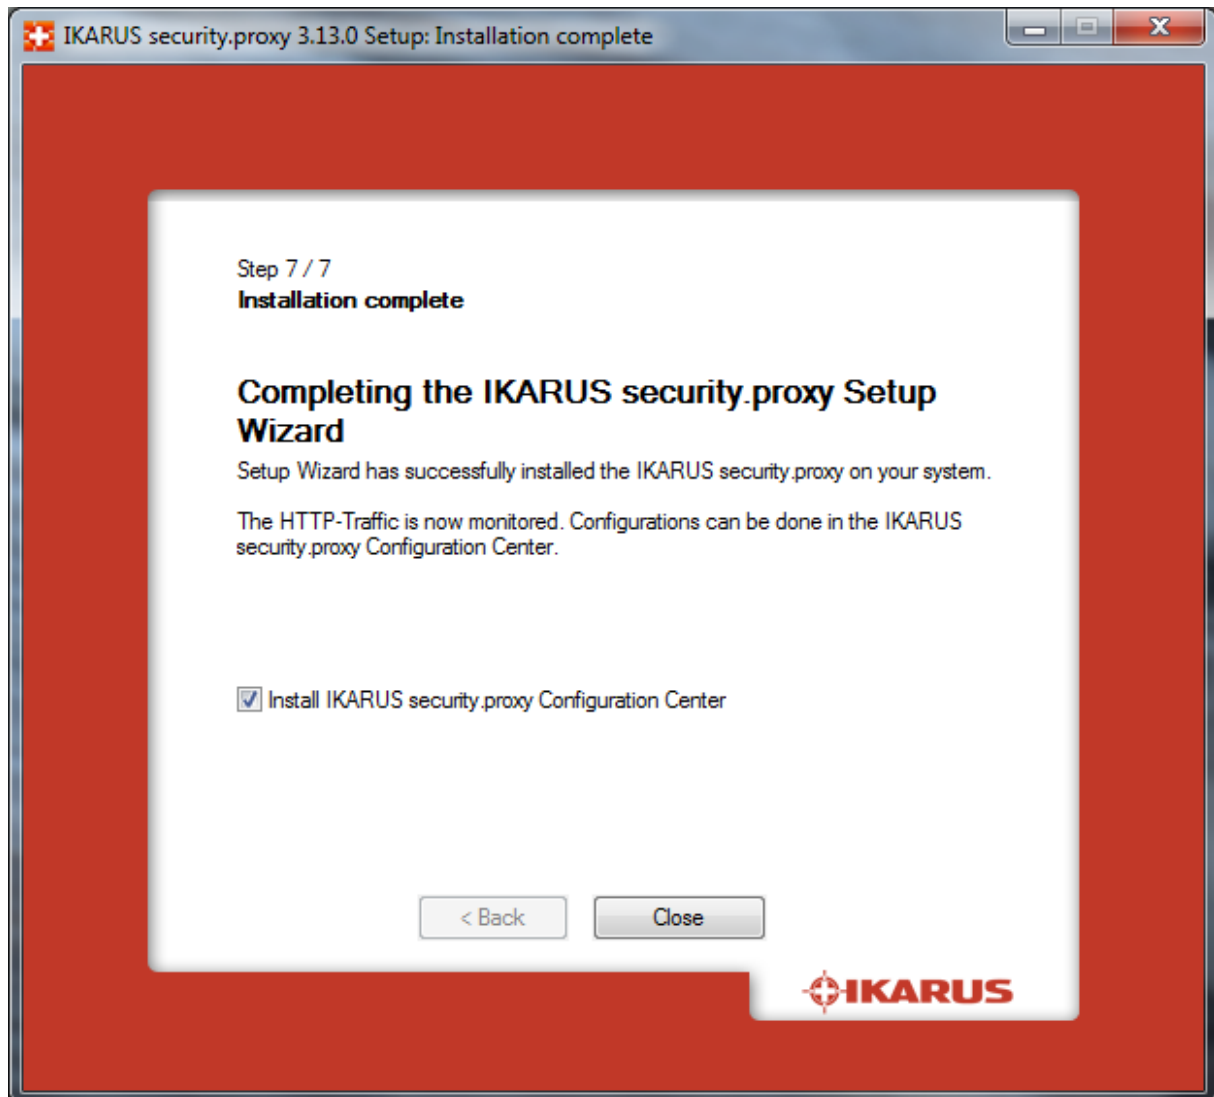 IKARUS security.proxy 3.13.0 Setup: Installation complete
Step 7 / 7
Installation complete
Completing the IKARUS security.proxy Setup
Wizard
Setup Wizard has successfully installed the IKARUS security.proxy on your system.
The HTTP-Traffic is now monitored. Configurations can be done in the IKARUS
security.proxy Configuration Center.
Install IKARUS security.proxy Configuration Center
< Back
Close
IKARUS